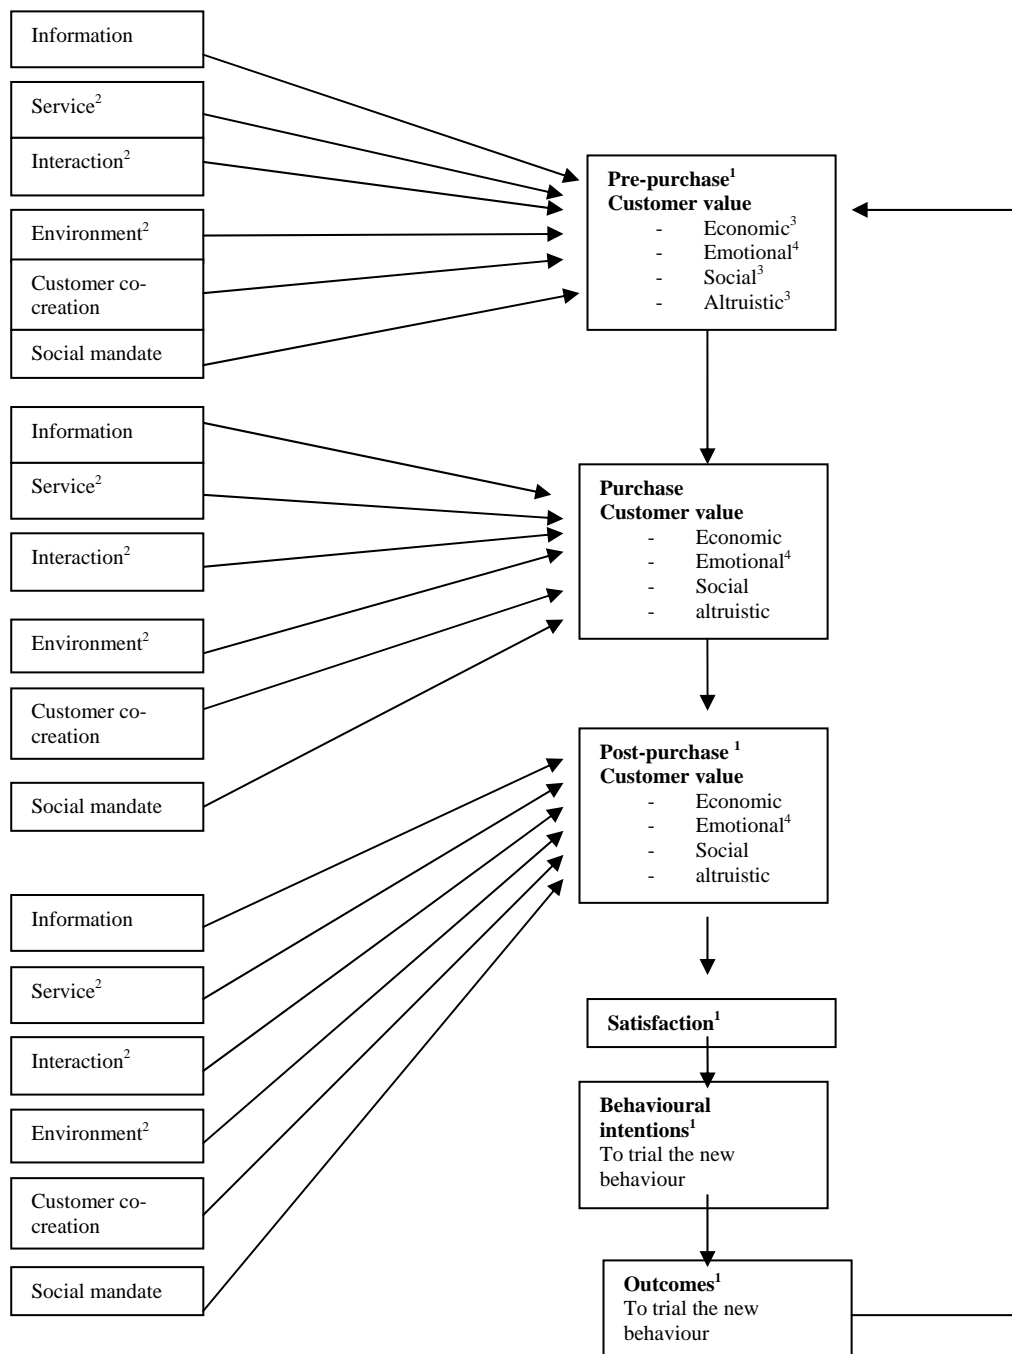 Information
Service²
Interaction²
Environment²
Customer co-
creation
Social mandate
Pre-purchase¹
Customer value
- Economic³
- Emotional⁴
- Social³
- Altruistic³
Information
Service²
Interaction²
Environment²
Customer co-
creation
Social mandate
Purchase
Customer value
- Economic
- Emotional⁴
- Social
- altruistic
Post-purchase ¹
Customer value
- Economic
- Emotional⁴
- Social
- altruistic
Information
Service²
Interaction²
Environment²
Customer co-
creation
Social mandate
Satisfaction¹
Behavioural
intentions¹
To trial the new
behaviour
Outcomes¹
To trial the new
behaviour